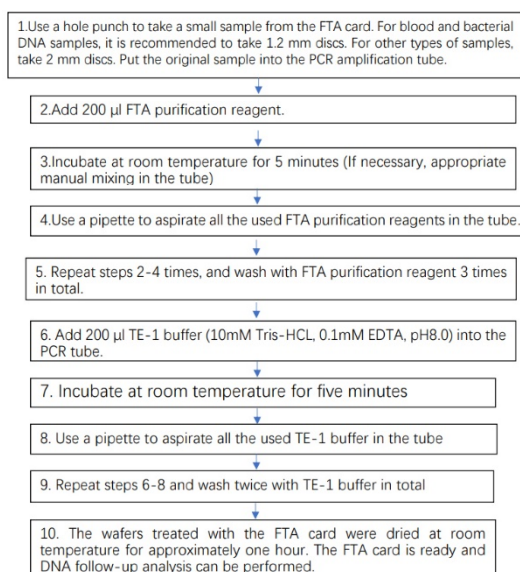 1.Use a hole punch to take a small sample from the FTA card. For blood and bacterial
DNA samples, it is recommended to take 1.2 mm discs. For other types of samples,
take 2 mm discs. Put the original sample into the PCR amplification tube.
2.Add 200 µl FTA purification reagent.
3.Incubate at room temperature for 5 minutes (If necessary, appropriate
manual mixing in the tube)
4.Use a pipette to aspirate all the used FTA purification reagents in the tube.
5. Repeat steps 2-4 times, and wash with FTA purification reagent 3 times
in total.
6. Add 200 µl TE-1 buffer (10mM Tris-HCL, 0.1mM EDTA, pH8.0) into the
PCR tube.
7. Incubate at room temperature for five minutes
8. Use a pipette to aspirate all the used TE-1 buffer in the tube
9. Repeat steps 6-8 and wash twice with TE-1 buffer in total
10. The wafers treated with the FTA card were dried at room
temperature for approximately one hour. The FTA card is ready and
DNA follow-up analysis can be performed.